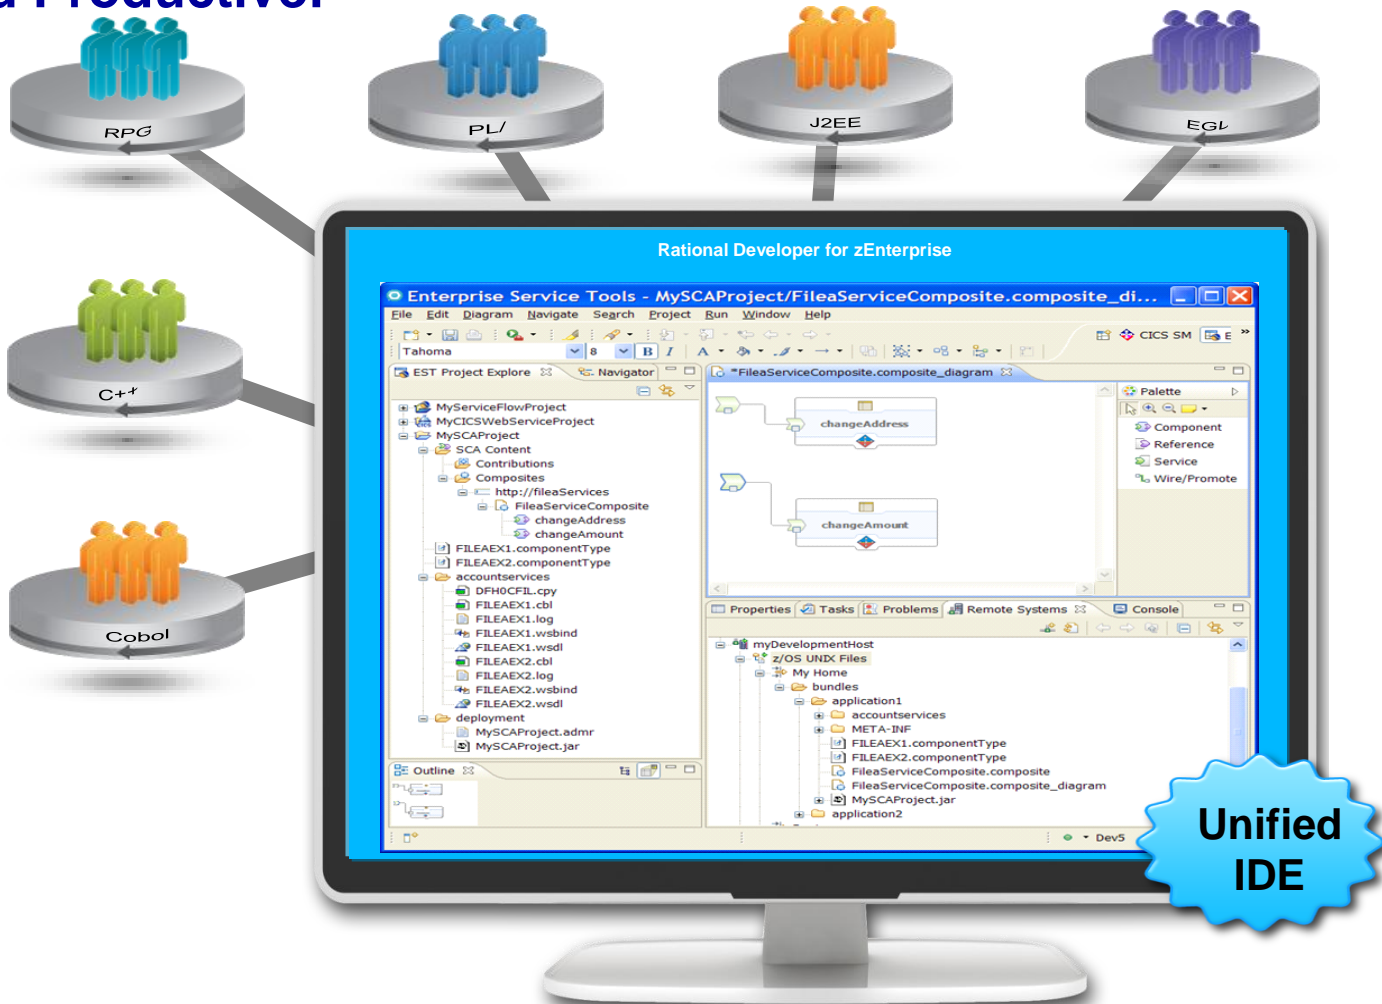 d Productive.
RPG
PL/
J2EE
EGL
C++
Cobol
Rational Developer for zEnterprise
Enterprise Service Tools - MySCAProject/FileaServiceComposite.composite_di...
File Edit Diagram Navigate Search Project Run Window Help
CICS SM E »
Tahoma 8 B I A
EST Project Explore Navigator
MyServiceFlowProject
MyCICSWebServiceProject
MySCAProject
SCA Content
Contributions
Composites
http://fileaServices
FileaServiceComposite
changeAddress
changeAmount
FILEAEX1.componentType
FILEAEX2.componentType
accountservices
DFH0CFIL.cpy
FILEAEX1.cbl
FILEAEX1.log
FILEAEX1.wsbind
FILEAEX1.wsdl
FILEAEX2.cbl
FILEAEX2.log
FILEAEX2.wsbind
FILEAEX2.wsdl
deployment
MySCAProject.admr
MySCAProject.jar
Outline
*FileaServiceComposite.composite_diagram
changeAddress
changeAmount
Palette
Component
Reference
Service
Wire/Promote
Properties Tasks Problems Remote Systems Console
myDevelopmentHost
z/OS UNIX Files
My Home
bundles
application1
accountservices
META-INF
FILEAEX1.componentType
FILEAEX2.componentType
FileaServiceComposite.composite
FileaServiceComposite.composite_diagram
MySCAProject.jar
application2
Dev5
Unified
IDE